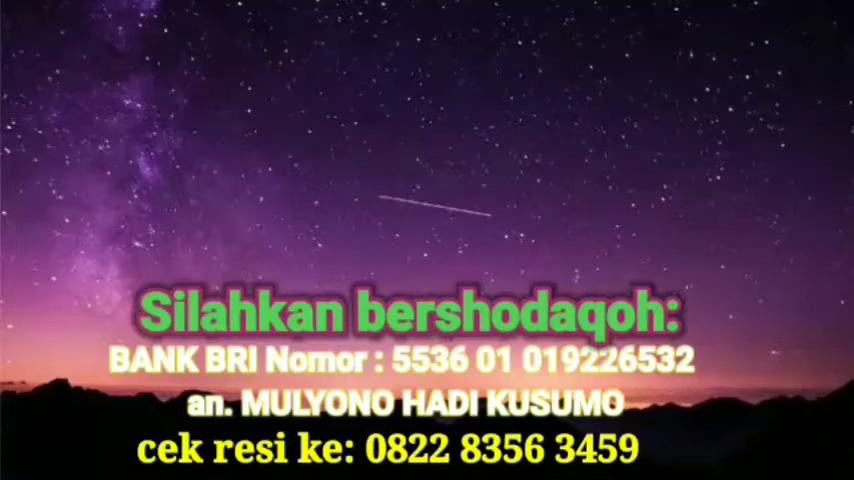 Silahkan bershodaqoh:
BANK BRI Nomor : 5536 01 019226532
an. MULYONO HADI KUSUMO
cek resi ke: 0822 8356 3459